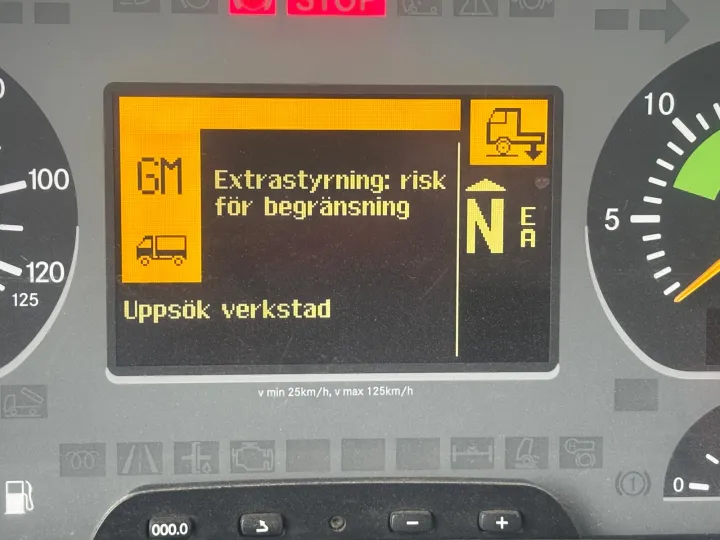 STOP
100
120
125
GM
Extrastyrning: risk
för begränsning
N
E
A
Uppsök verkstad
v min 25km/h, v max 125km/h
10
5
0
000.0